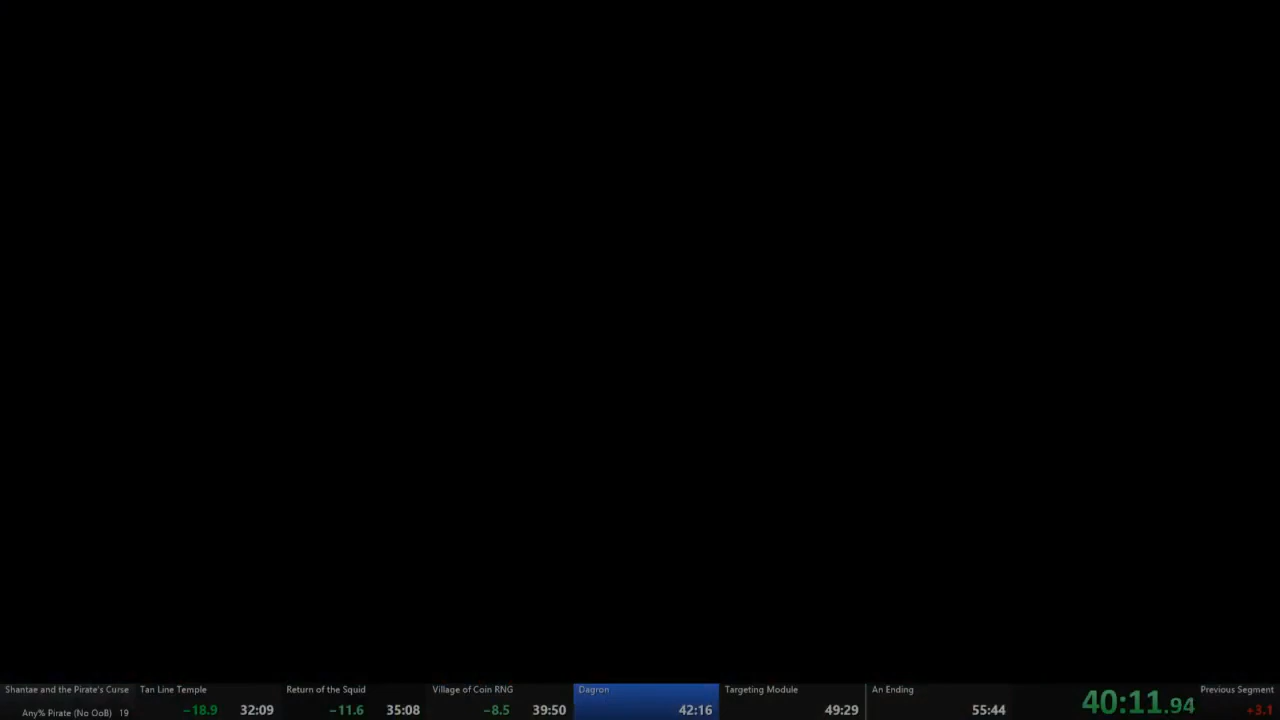 Shantae and the Pirate's Curse
Any% Pirate (No OoB) 19
Tan Line Temple
−18.9 32:09
Return of the Squid
−11.6 35:08
Village of Coin RNG
−8.5 39:50
Dagron
42:16
Targeting Module
49:29
An Ending
55:44
40:11.94
Previous Segment
+3.1